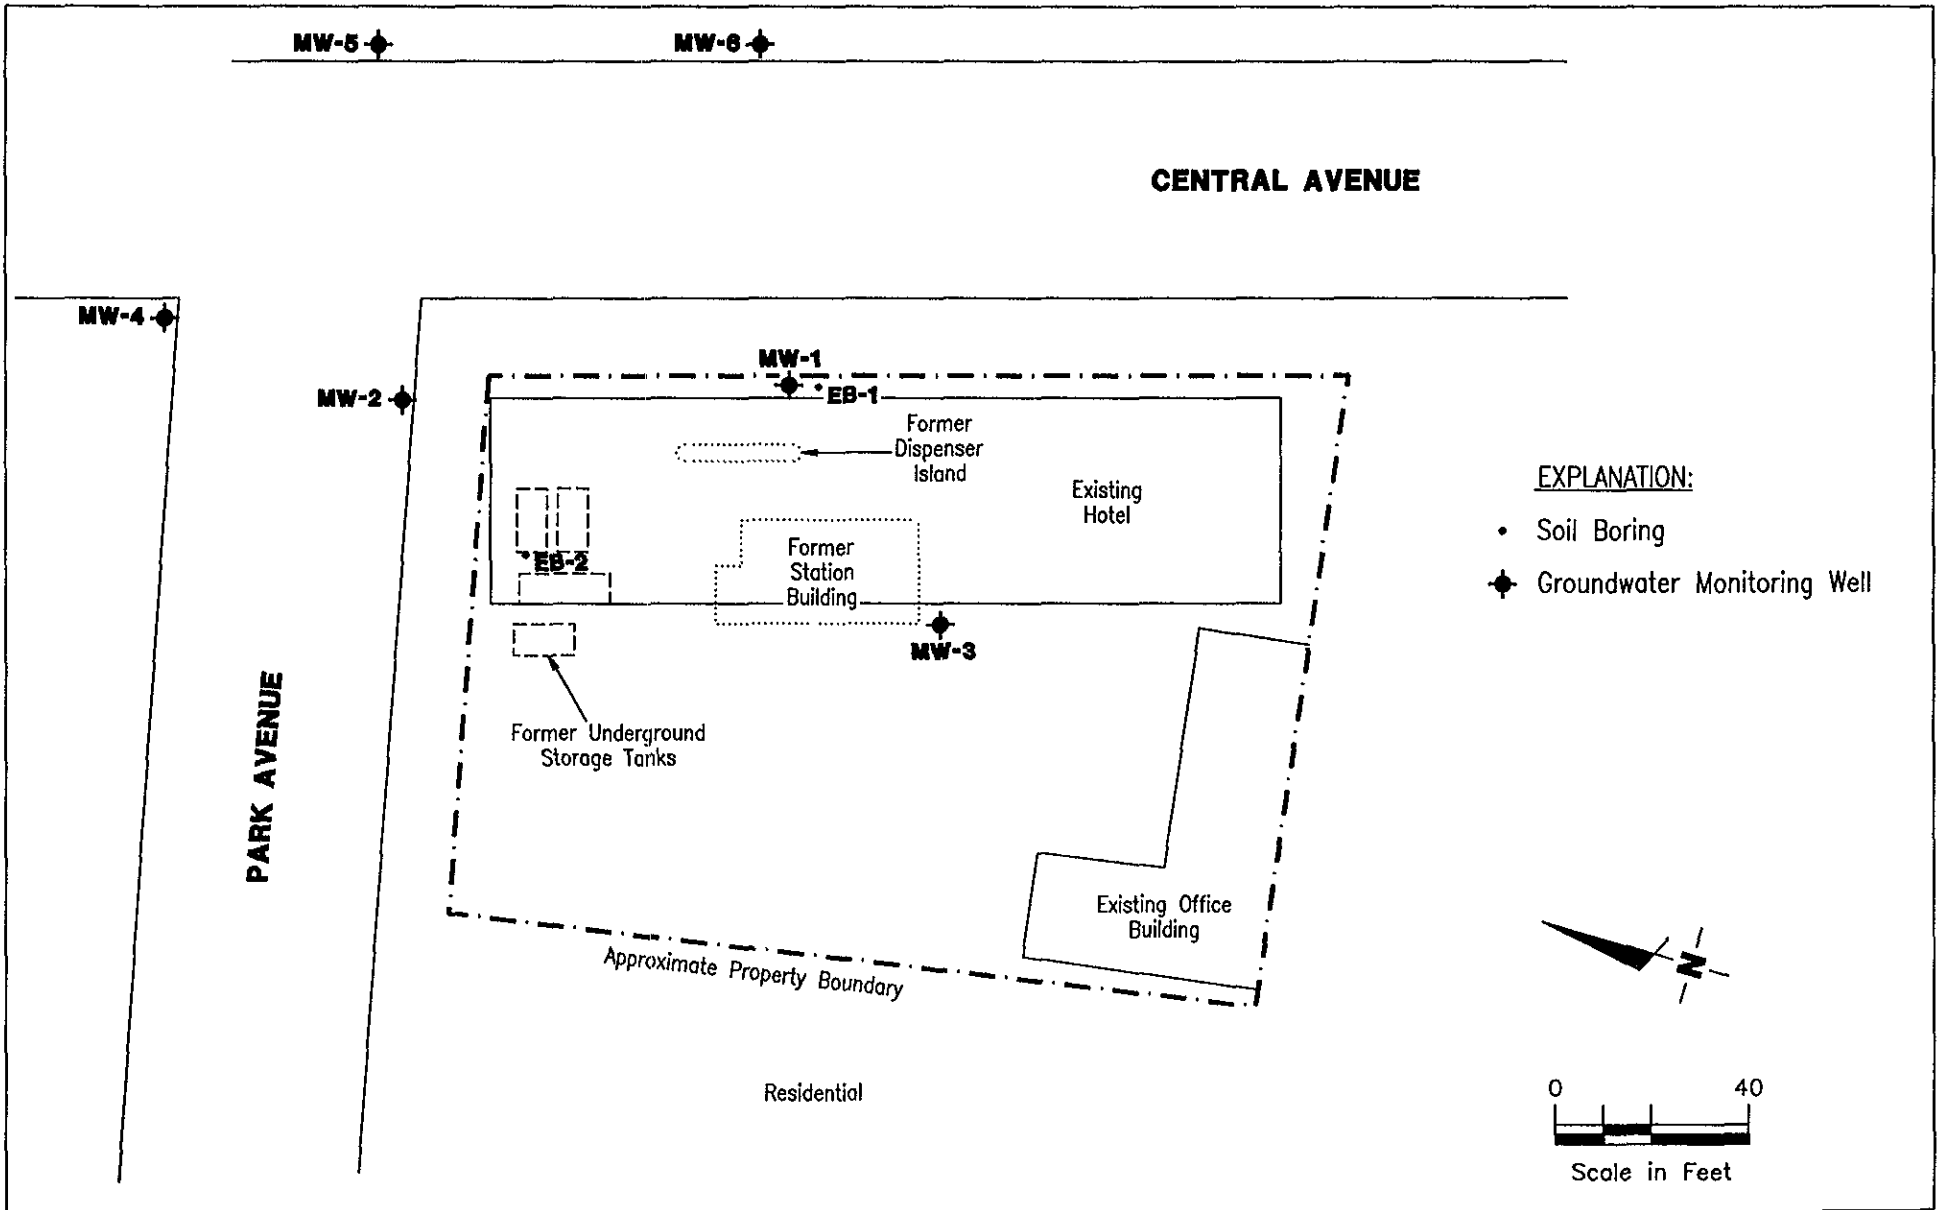 MW-5
MW-6
CENTRAL AVENUE
MW-4
MW-2
MW-1
EB-1
Former
Dispenser
Island
Existing
Hotel
EXPLANATION:
Soil Boring
Groundwater Monitoring Well
EB-2
Former
Station
Building
MW-3
PARK AVENUE
Former Underground
Storage Tanks
Existing Office
Building
Approximate Property Boundary
N
Residential
0 40
Scale in Feet